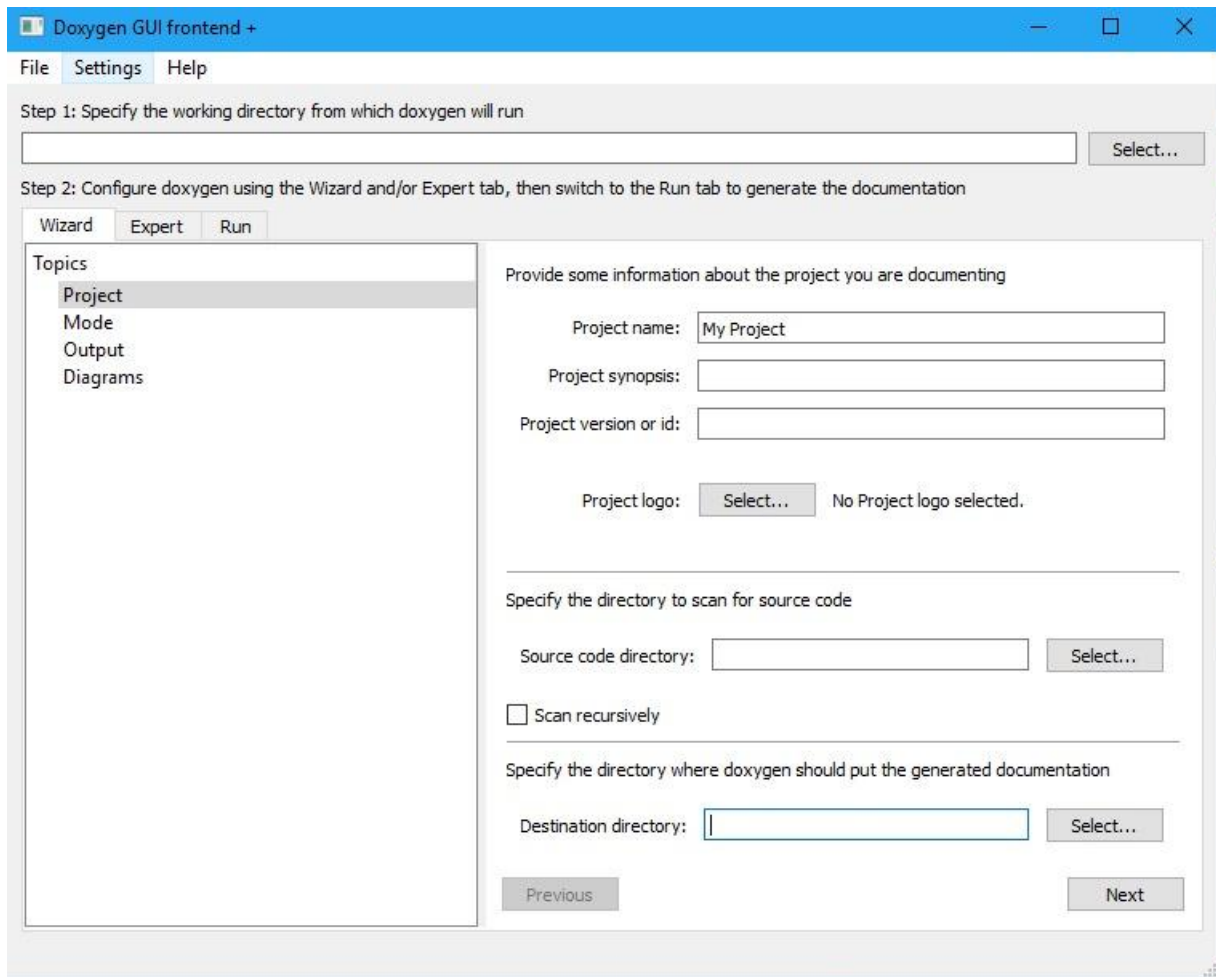 Doxygen GUI frontend +
File Settings Help
Step 1: Specify the working directory from which doxygen will run
Select...
Step 2: Configure doxygen using the Wizard and/or Expert tab, then switch to the Run tab to generate the documentation
Wizard Expert Run
Topics
Project
Mode
Output
Diagrams
Provide some information about the project you are documenting
Project name: My Project
Project synopsis:
Project version or id:
Project logo: Select... No Project logo selected.
Specify the directory to scan for source code
Source code directory: Select...
Scan recursively
Specify the directory where doxygen should put the generated documentation
Destination directory: Select...
Previous Next